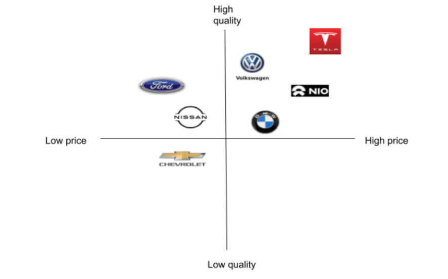 High
quality
TESLA
Volkswagen
Ford
NIO
NISSAN
Low price
High price
CHEVROLET
Low quality